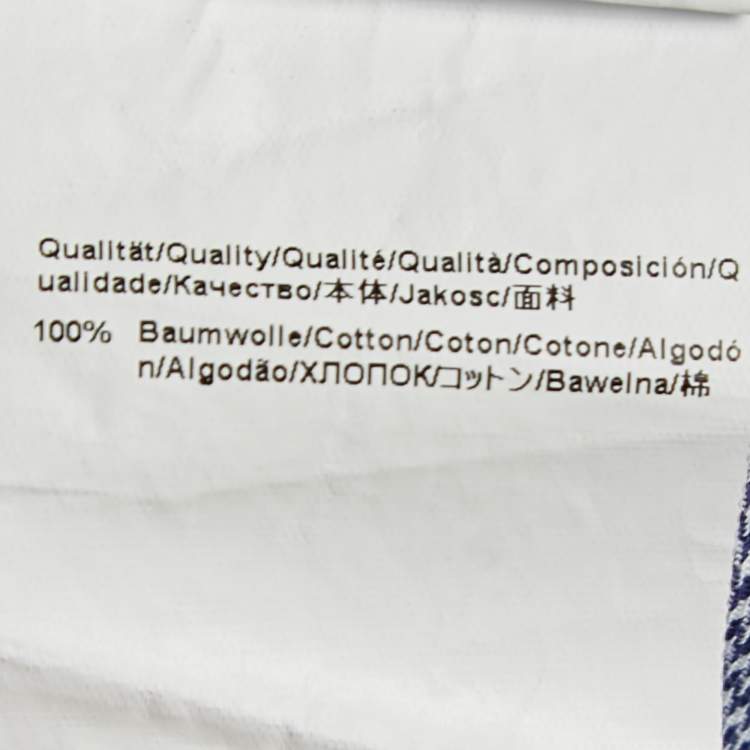 Qualität/Quality/Qualité/Qualità/Composición/Q
ualidade/Качество/本体/Jakosc/面料
100% Baumwolle/Cotton/Coton/Cotone/Algodó
n/Algodão/ХЛОПОК/コットン/Bawelna/棉